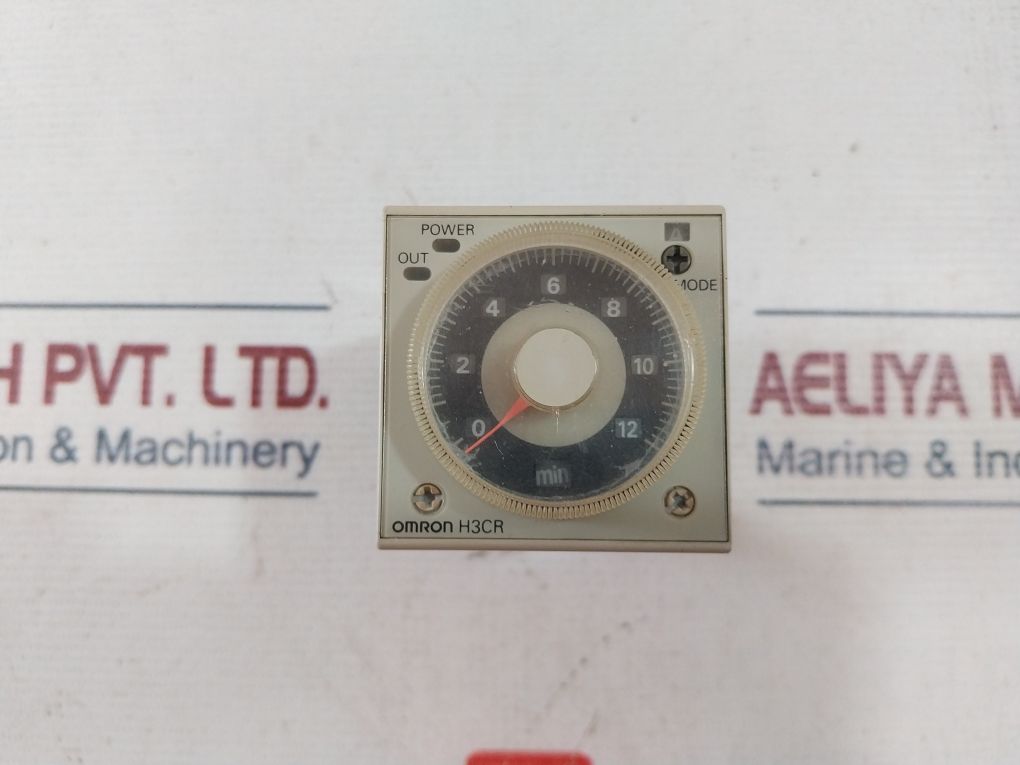 POWER
OUT
A
MODE
0 2 4 6 8 10 12
min
OMRON H3CR
H PVT. LTD.
on & Machinery
AELIYA M
Marine & Ind